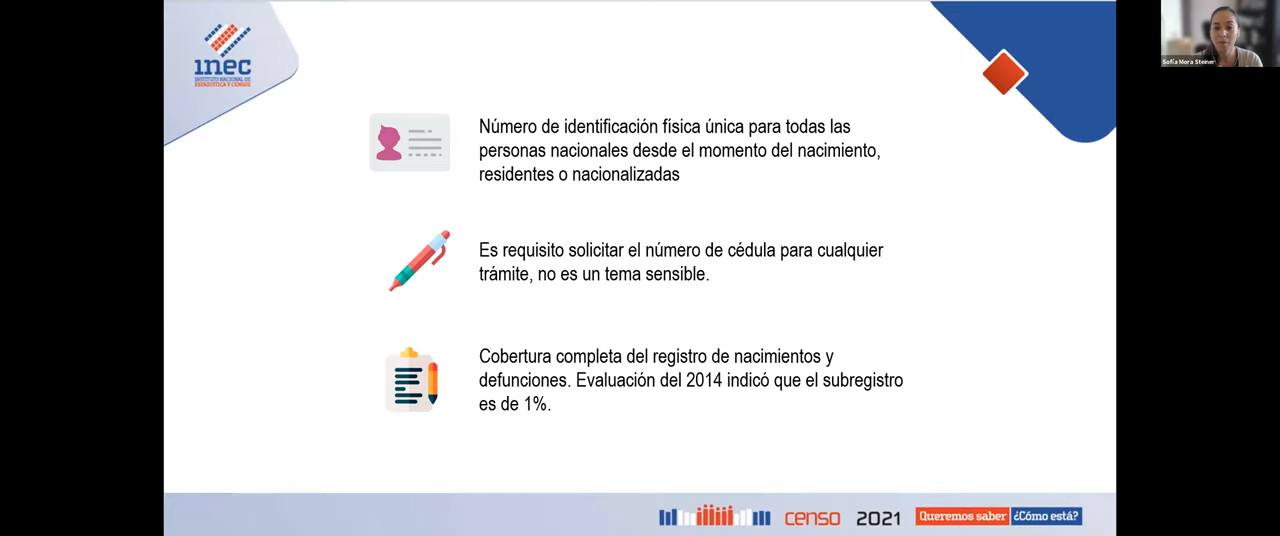 inec
INSTITUTO NACIONAL DE
ESTADÍSTICA Y CENSOS
Sofía Mora Steiner
Número de identificación física única para todas las
personas nacionales desde el momento del nacimiento,
residentes o nacionalizadas
Es requisito solicitar el número de cédula para cualquier
trámite, no es un tema sensible.
Cobertura completa del registro de nacimientos y
defunciones. Evaluación del 2014 indicó que el subregistro
es de 1%.
censo 2021 Queremos saber ¿Cómo está?